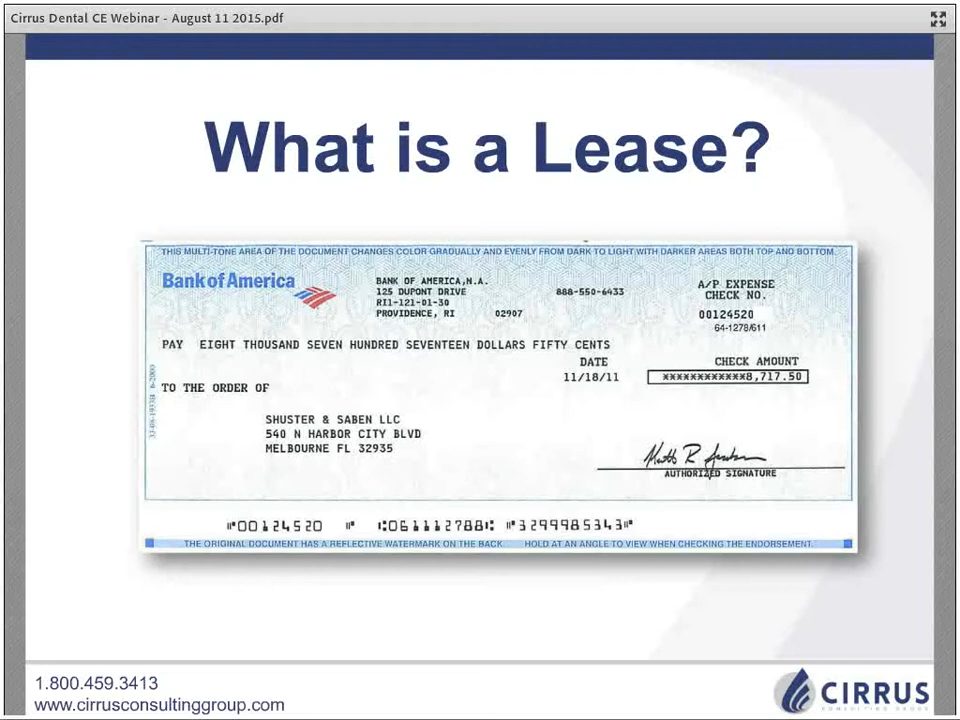 Cirrus Dental CE Webinar - August 11 2015.pdf
What is a Lease?
THIS MULTI-TONE AREA OF THE DOCUMENT CHANGES COLOR GRADUALLY AND EVENLY FROM DARK TO LIGHT WITH DARKER AREAS BOTH TOP AND BOTTOM.
Bank of America
BANK OF AMERICA,N.A.
125 DUPONT DRIVE
RI1-121-01-30
PROVIDENCE, RI 02907
888-550-6433
A/P EXPENSE
CHECK NO.
00124520
64-1278/611
PAY EIGHT THOUSAND SEVEN HUNDRED SEVENTEEN DOLLARS FIFTY CENTS
DATE
11/18/11
CHECK AMOUNT
************8,717.50
TO THE ORDER OF
SHUSTER & SABEN LLC
540 N HARBOR CITY BLVD
MELBOURNE FL 32935
AUTHORIZED SIGNATURE
⑈00124520⑈ ⑆061112788⑆ ⑈3299985343⑈
THE ORIGINAL DOCUMENT HAS A REFLECTIVE WATERMARK ON THE BACK. HOLD AT AN ANGLE TO VIEW WHEN CHECKING THE ENDORSEMENT.
1.800.459.3413
www.cirrusconsultinggroup.com
CIRRUS
CONSULTING GROUP